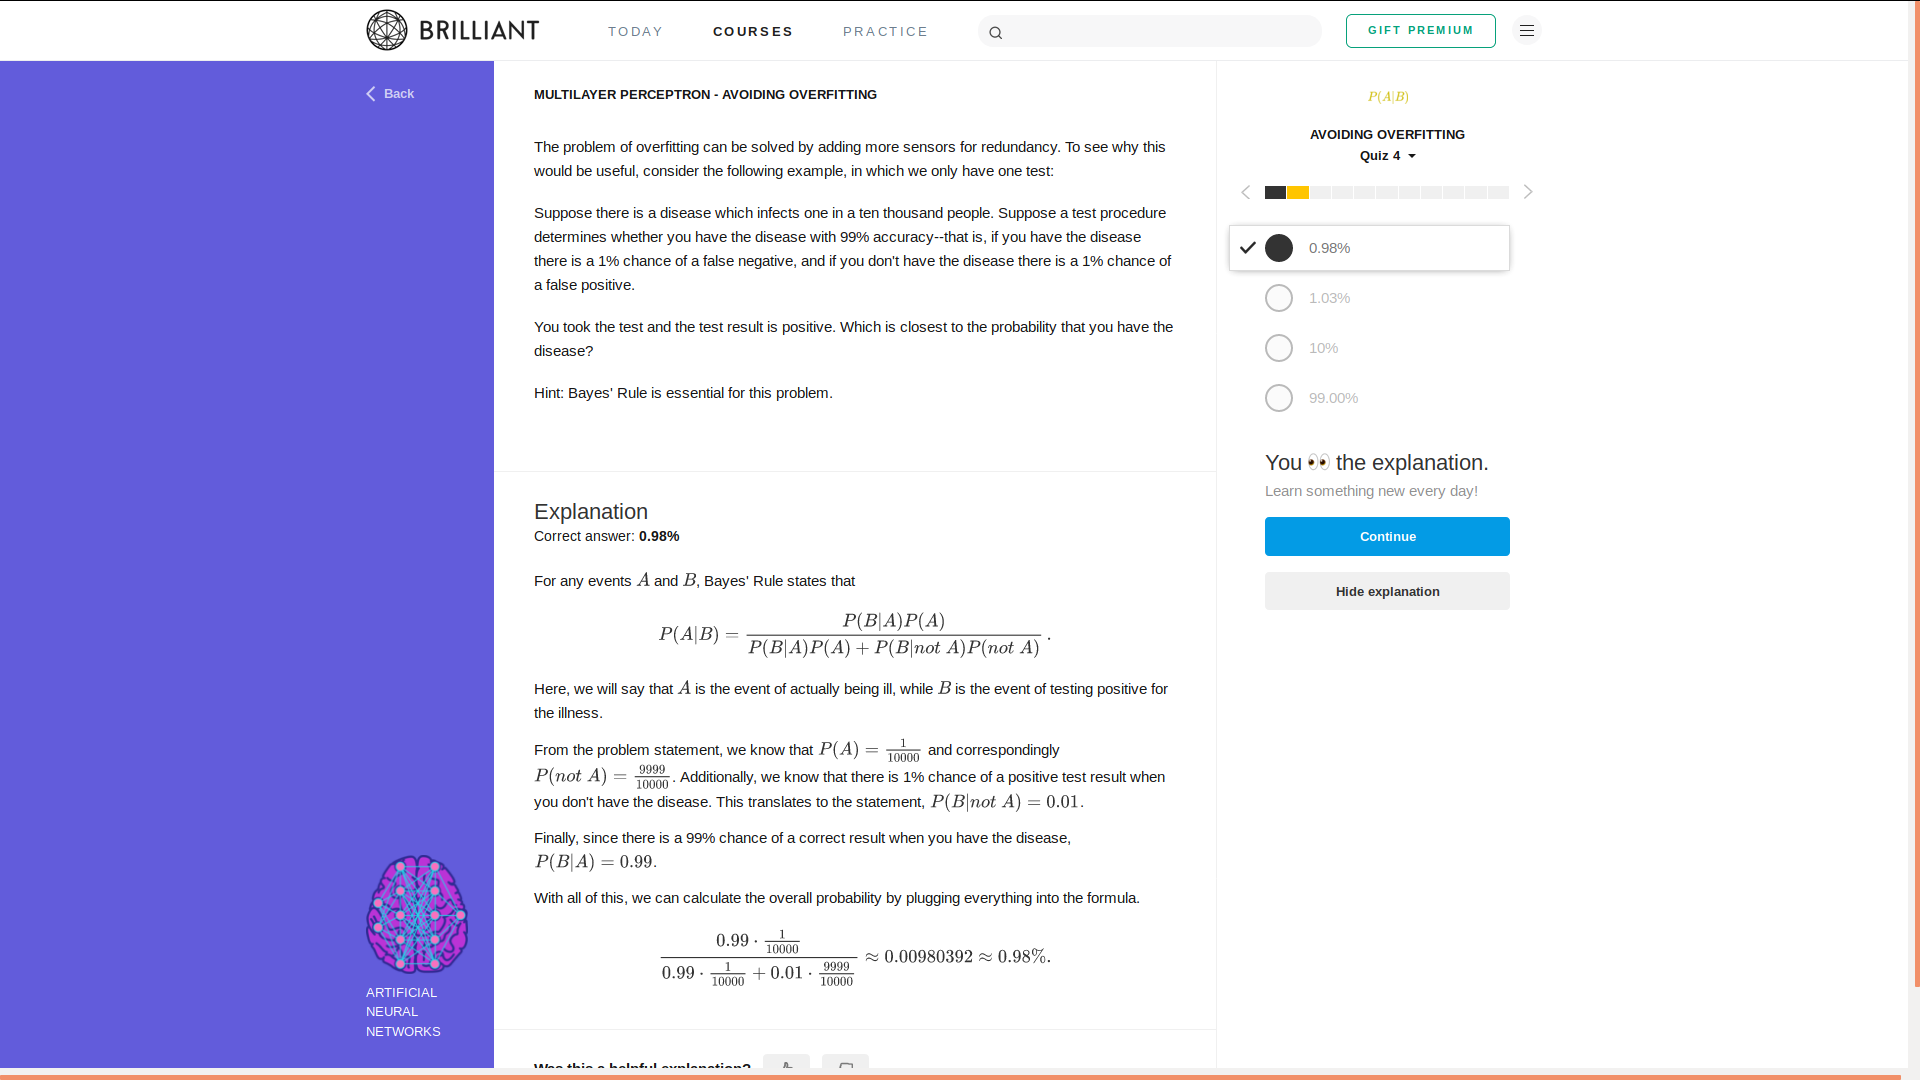 BRILLIANT
TODAY
COURSES
PRACTICE
GIFT PREMIUM
Back
MULTILAYER PERCEPTRON - AVOIDING OVERFITTING
The problem of overfitting can be solved by adding more sensors for redundancy. To see why this
would be useful, consider the following example, in which we only have one test:
Suppose there is a disease which infects one in a ten thousand people. Suppose a test procedure
determines whether you have the disease with 99% accuracy--that is, if you have the disease
there is a 1% chance of a false negative, and if you don't have the disease there is a 1% chance of
a false positive.
You took the test and the test result is positive. Which is closest to the probability that you have the
disease?
Hint: Bayes' Rule is essential for this problem.
Explanation
Correct answer: 0.98%
For any events A and B, Bayes' Rule states that
P(A|B) = \frac{P(B|A)P(A)}{P(B|A)P(A) + P(B|not A)P(not A)}.
Here, we will say that A is the event of actually being ill, while B is the event of testing positive for
the illness.
From the problem statement, we know that P(A) = \frac{1}{10000} and correspondingly
P(not A) = \frac{9999}{10000}. Additionally, we know that there is 1% chance of a positive test result when
you don't have the disease. This translates to the statement, P(B|not A) = 0.01.
Finally, since there is a 99% chance of a correct result when you have the disease,
P(B|A) = 0.99.
With all of this, we can calculate the overall probability by plugging everything into the formula.
\frac{0.99 · \frac{1}{10000}}{0.99 · \frac{1}{10000} + 0.01 · \frac{9999}{10000}} ≈ 0.00980392 ≈ 0.98%.
Was this a helpful explanation?
P(A|B)
AVOIDING OVERFITTING
Quiz 4
0.98%
1.03%
10%
99.00%
You 👀 the explanation.
Learn something new every day!
Continue
Hide explanation
ARTIFICIAL
NEURAL
NETWORKS